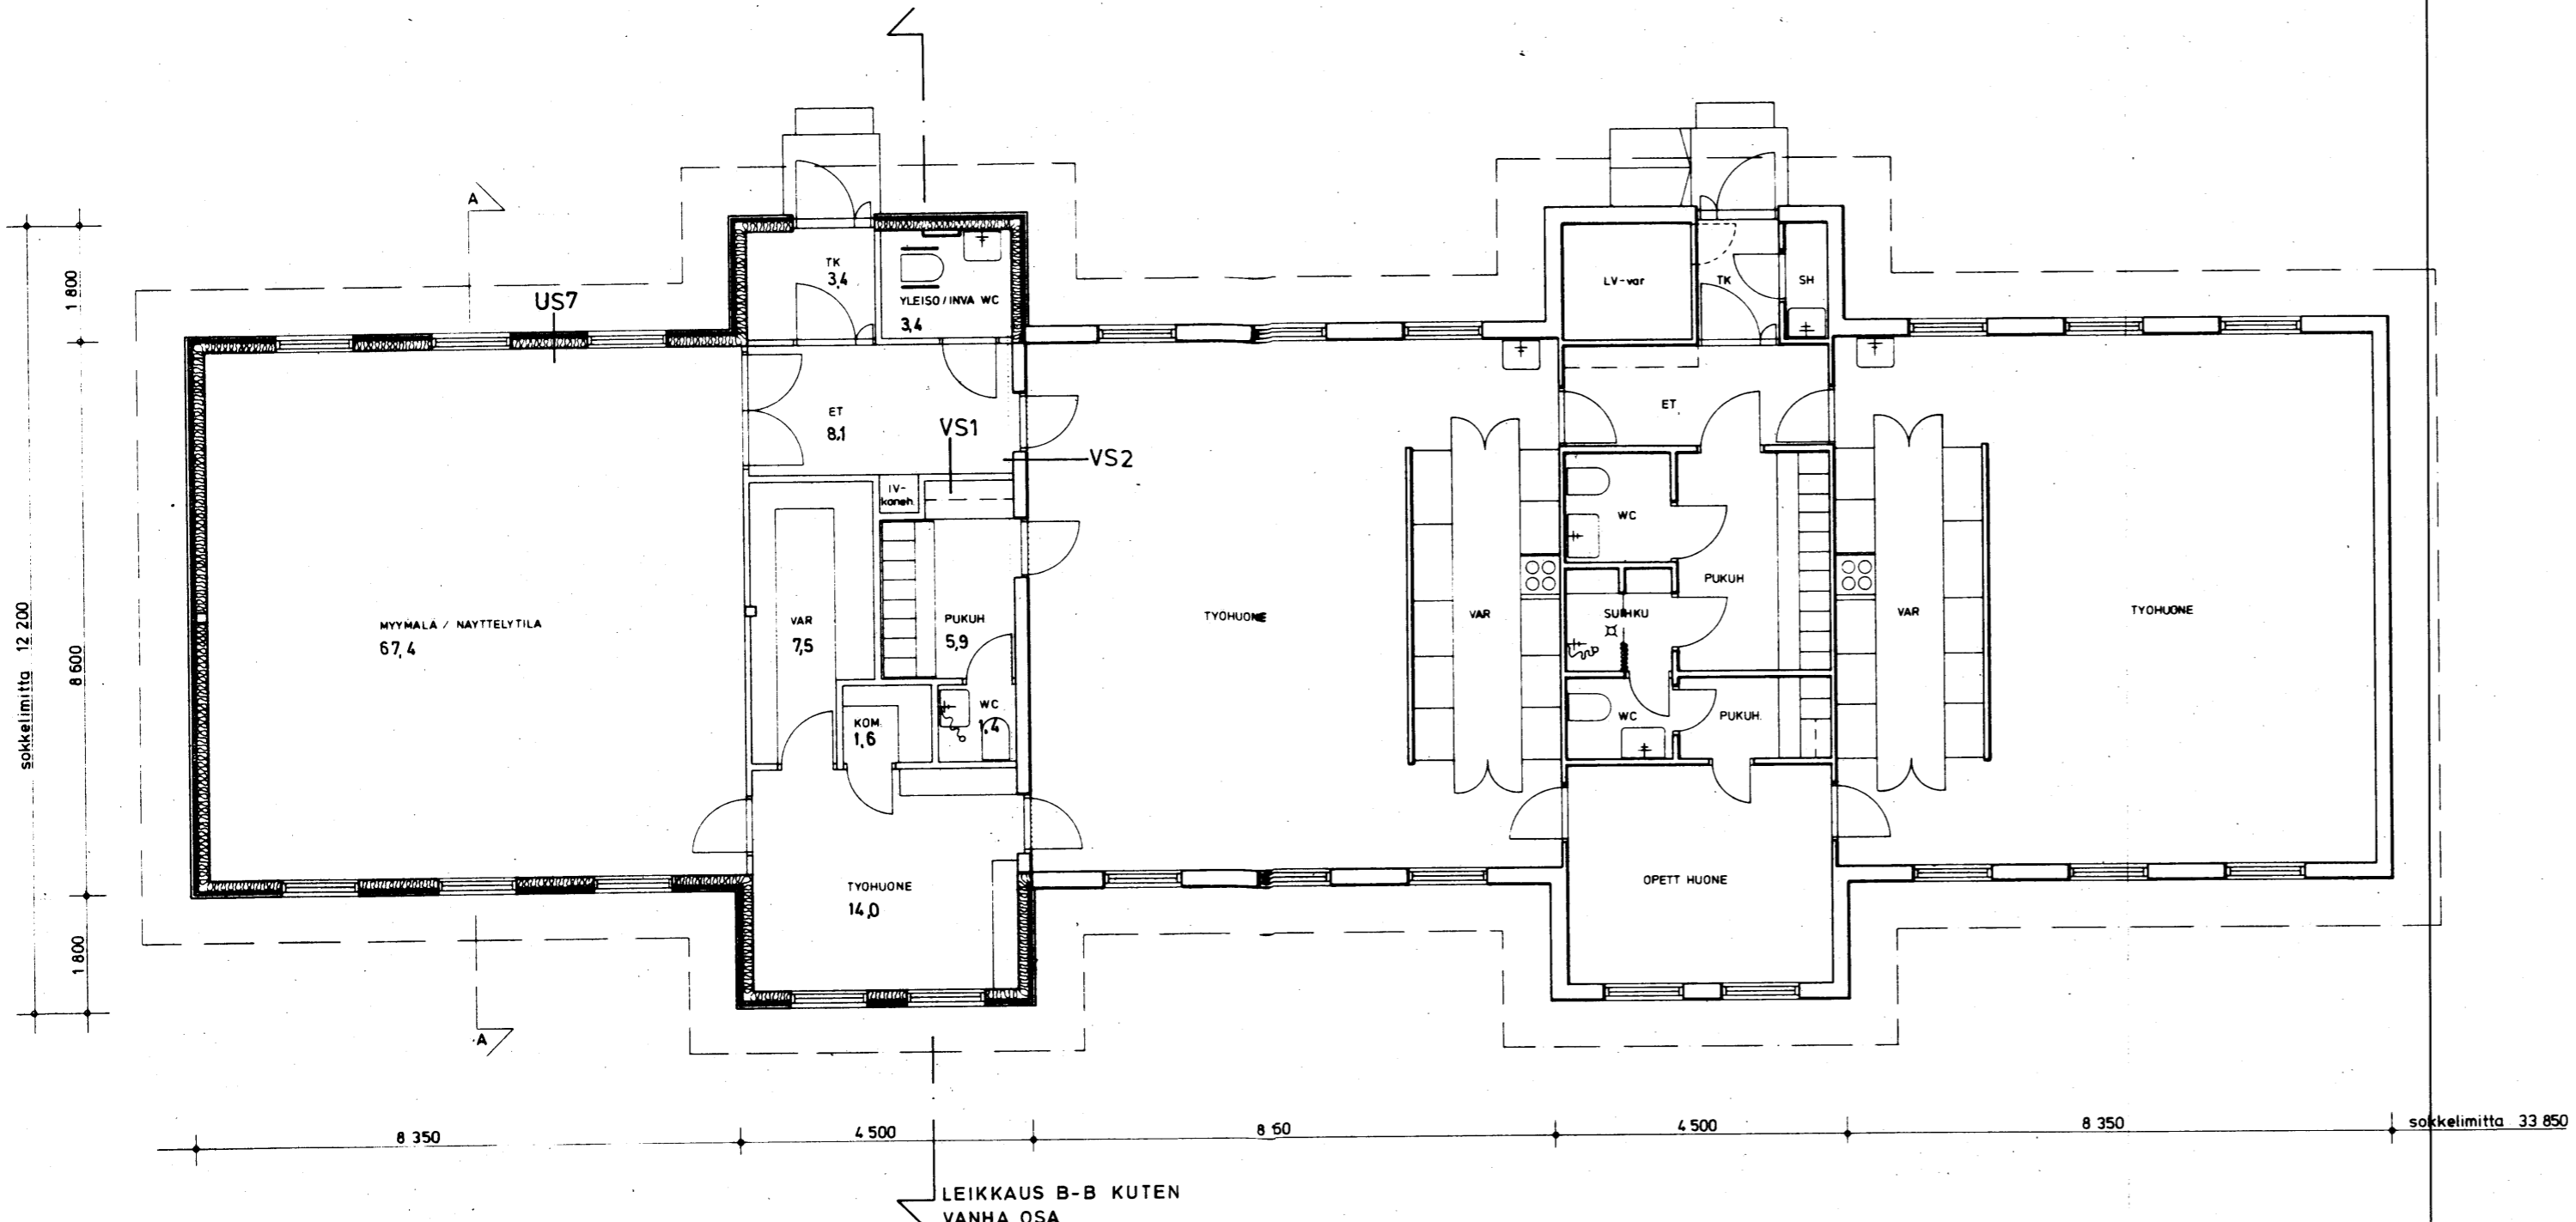 A
US7
TK
3,4
YLEISO/INVA WC
3,4
LV-var
TK
SH
1 800
ET
8,1
VS1
VS2
ET
IV-
koneh.
WC
PUKUH
SUIHKU
sokkelimitta 12 200
8 600
MYYMALA / NAYTTELYTILA
67,4
VAR
7,5
PUKUH
5,9
TYOHUONE
VAR
VAR
TYOHUONE
KOM.
1,6
WC
1,4
WC
PUKUH.
TYOHUONE
14,0
OPETT HUONE
1 800
A
8 350
4 500
4 500
8 350
sokkelimitta 33 850
LEIKKAUS B-B KUTEN
VANHA OSA